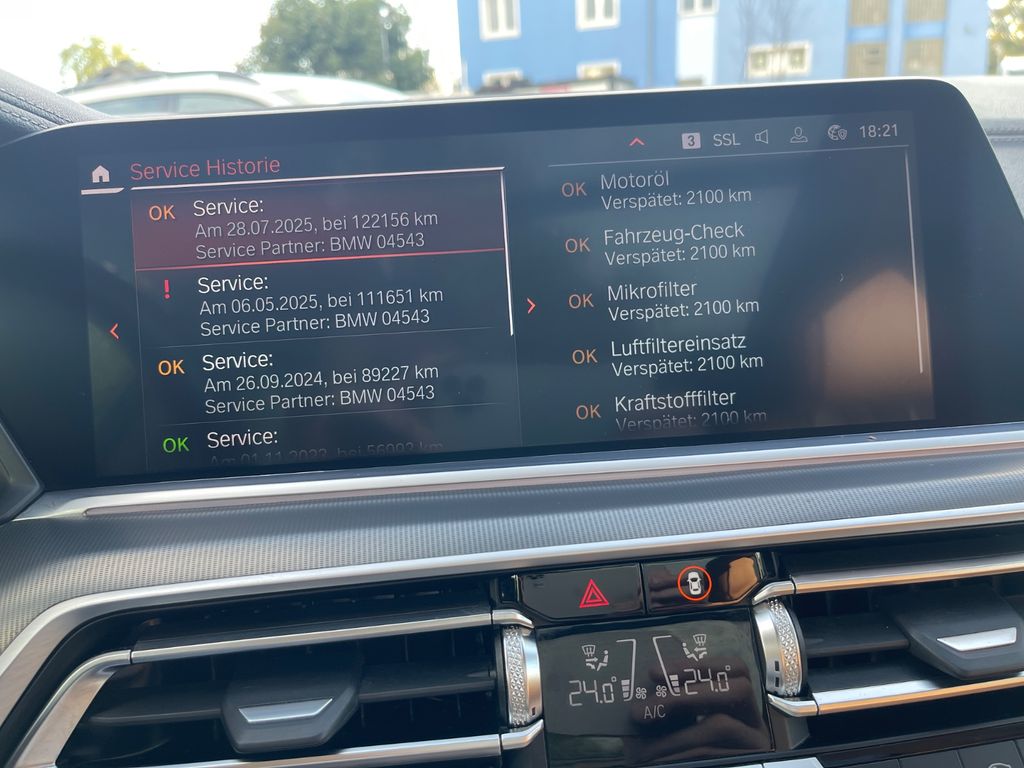 Service Historie
3 SSL 18:21
OK Service:
Am 28.07.2025, bei 122156 km
Service Partner: BMW 04543
! Service:
Am 06.05.2025, bei 111651 km
Service Partner: BMW 04543
OK Service:
Am 26.09.2024, bei 89227 km
Service Partner: BMW 04543
OK Service:
OK Motoröl
Verspätet: 2100 km
OK Fahrzeug-Check
Verspätet: 2100 km
OK Mikrofilter
Verspätet: 2100 km
OK Luftfiltereinsatz
Verspätet: 2100 km
OK Kraftstofffilter
Verspätet: 2100 km
24.0° 24.0°
A/C